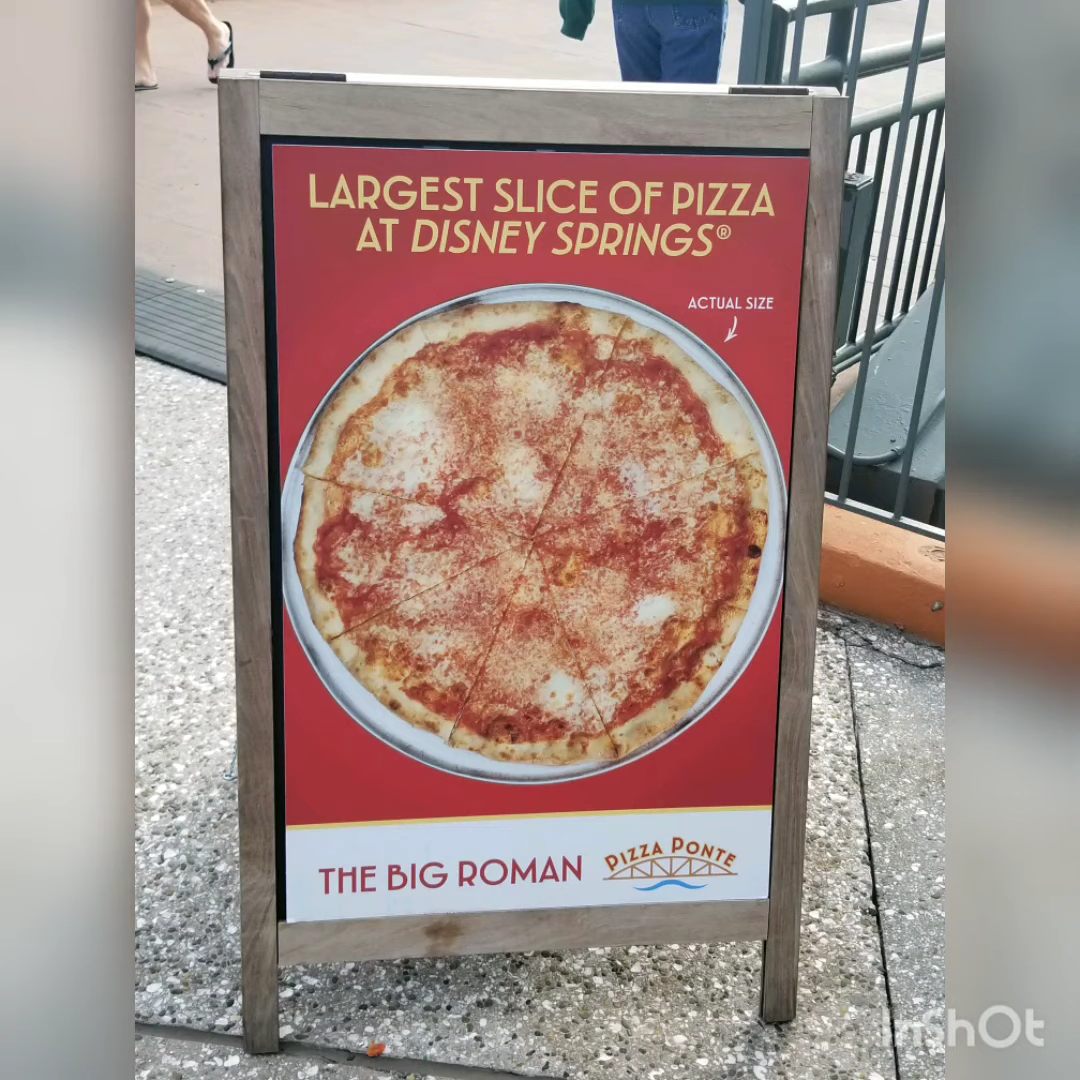 LARGEST SLICE OF PIZZA
AT DISNEY SPRINGS®
ACTUAL SIZE
THE BIG ROMAN
PIZZA PONTE
InShOt